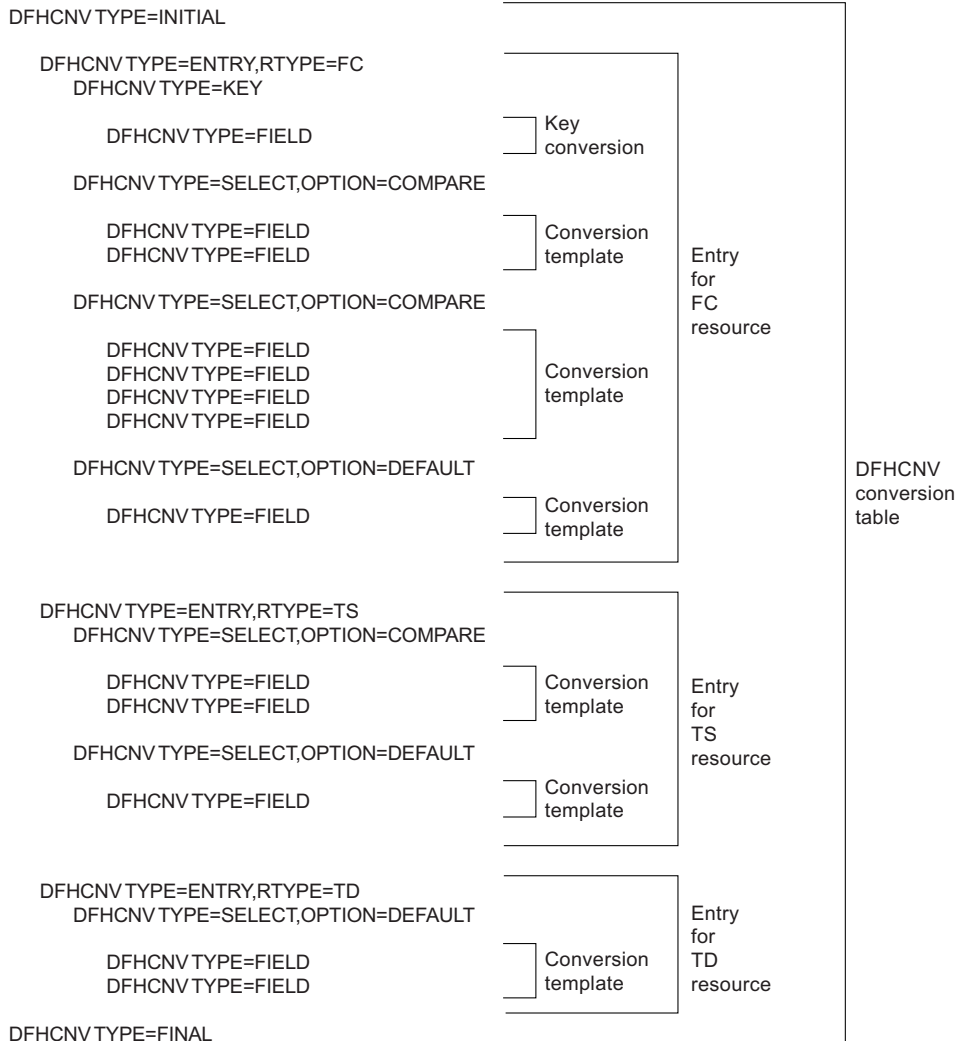 DFHCNV TYPE=INITIAL
DFHCNV TYPE=ENTRY,RTYPE=FC
DFHCNV TYPE=KEY
DFHCNV TYPE=FIELD
Key
conversion
DFHCNV TYPE=SELECT,OPTION=COMPARE
DFHCNV TYPE=FIELD
DFHCNV TYPE=FIELD
Conversion
template
DFHCNV TYPE=SELECT,OPTION=COMPARE
DFHCNV TYPE=FIELD
DFHCNV TYPE=FIELD
DFHCNV TYPE=FIELD
DFHCNV TYPE=FIELD
Conversion
template
DFHCNV TYPE=SELECT,OPTION=DEFAULT
DFHCNV TYPE=FIELD
Conversion
template
Entry
for
FC
resource
DFHCNV TYPE=ENTRY,RTYPE=TS
DFHCNV TYPE=SELECT,OPTION=COMPARE
DFHCNV TYPE=FIELD
DFHCNV TYPE=FIELD
Conversion
template
DFHCNV TYPE=SELECT,OPTION=DEFAULT
DFHCNV TYPE=FIELD
Conversion
template
Entry
for
TS
resource
DFHCNV TYPE=ENTRY,RTYPE=TD
DFHCNV TYPE=SELECT,OPTION=DEFAULT
DFHCNV TYPE=FIELD
DFHCNV TYPE=FIELD
Conversion
template
Entry
for
TD
resource
DFHCNV TYPE=FINAL
DFHCNV
conversion
table